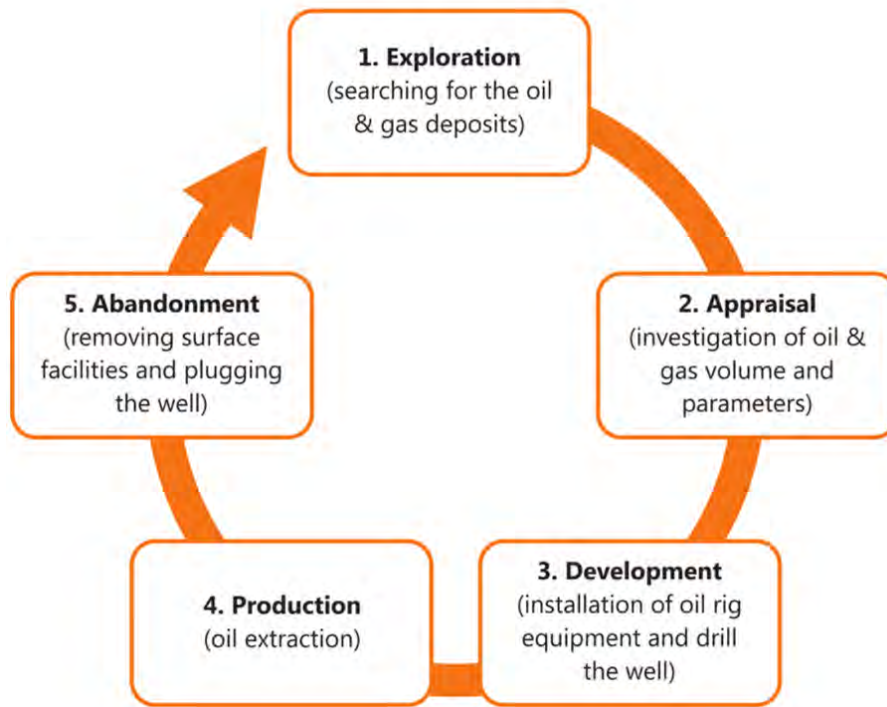 1. Exploration
(searching for the oil
& gas deposits)
2. Appraisal
(investigation of oil &
gas volume and
parameters)
3. Development
(installation of oil rig
equipment and drill
the well)
4. Production
(oil extraction)
5. Abandonment
(removing surface
facilities and plugging
the well)